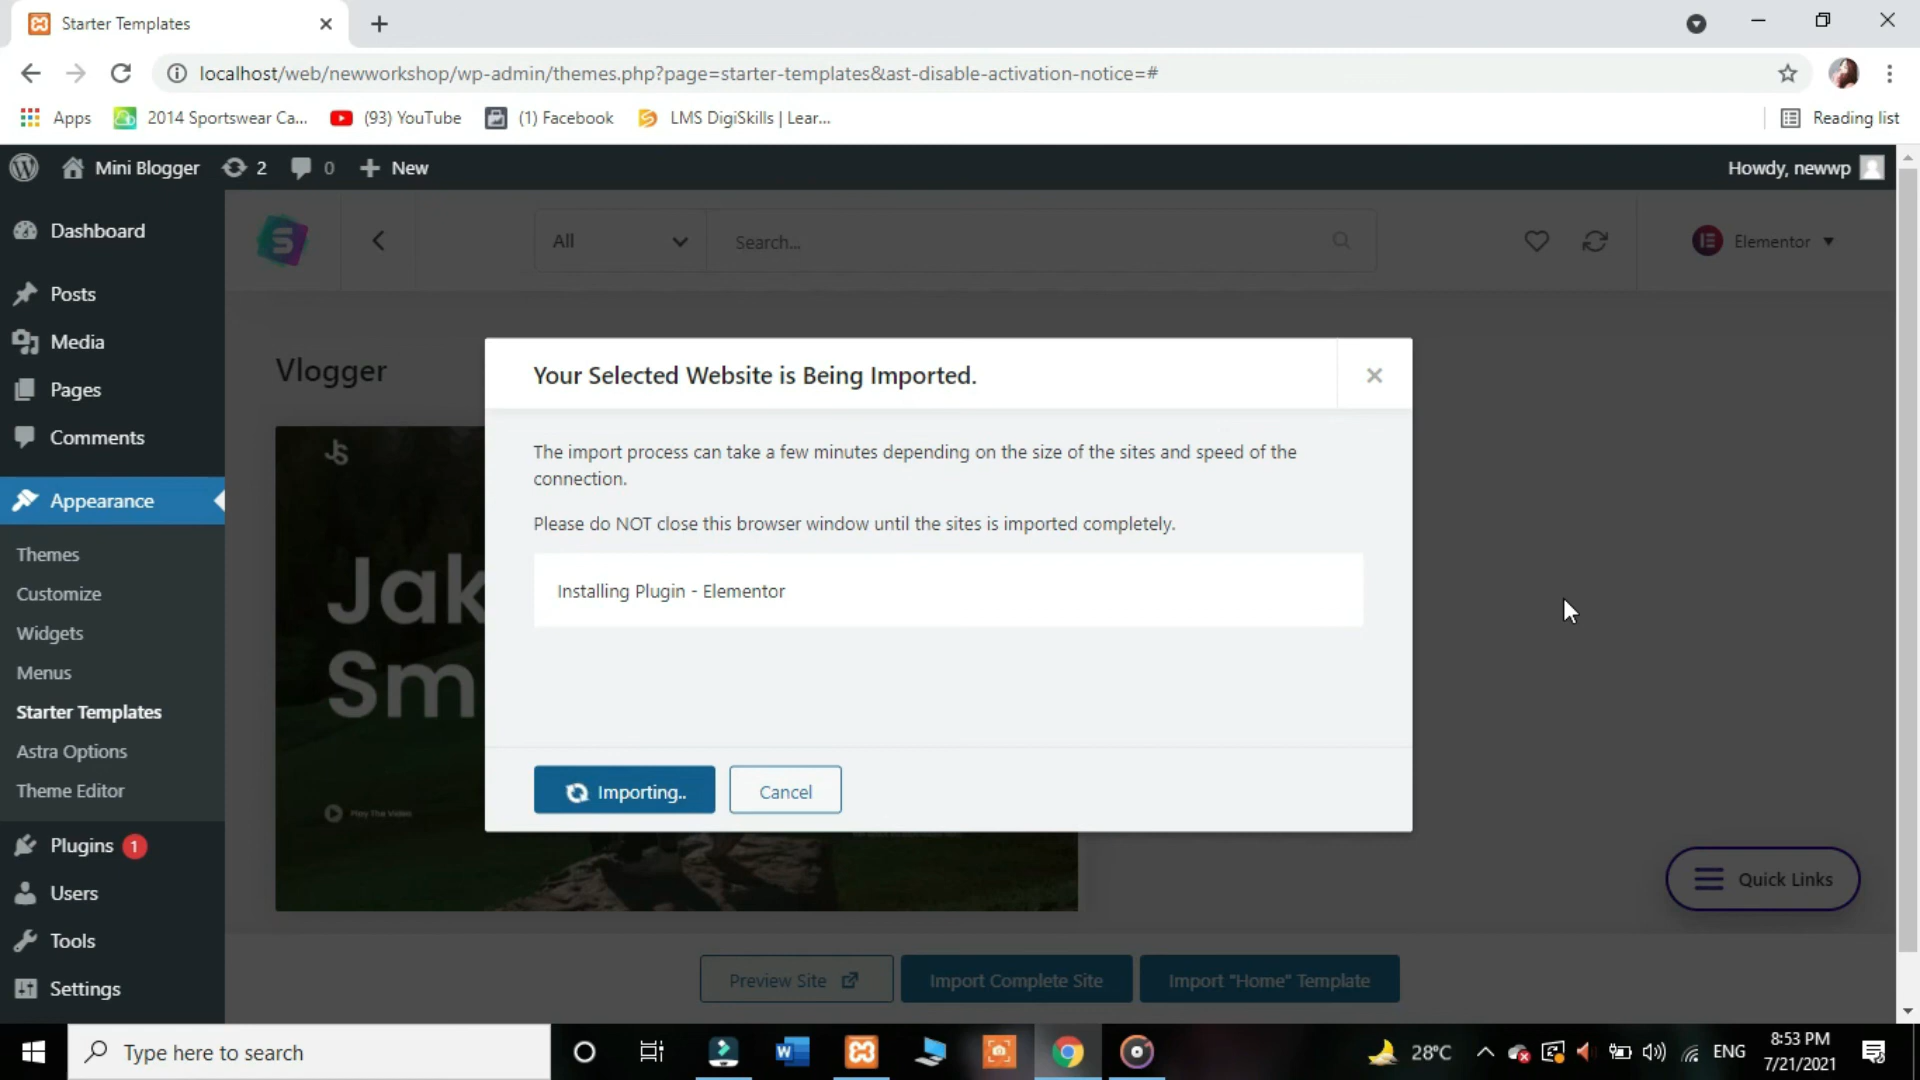 Starter Templates
localhost/web/newworkshop/wp-admin/themes.php?page=starter-templates&ast-disable-activation-notice=#
Apps
2014 Sportswear Ca...
(93) YouTube
(1) Facebook
LMS DigiSkills | Lear...
Reading list
Mini Blogger
2
0
New
Howdy, newwp
Dashboard
Posts
Media
Pages
Comments
Appearance
Themes
Customize
Widgets
Menus
Starter Templates
Astra Options
Theme Editor
Plugins 1
Users
Tools
Settings
All
Search...
Elementor
Vlogger
JS
Jak
Sm
Play The Video
Your Selected Website is Being Imported.
The import process can take a few minutes depending on the size of the sites and speed of the
connection.
Please do NOT close this browser window until the sites is imported completely.
Installing Plugin - Elementor
Importing..
Cancel
Quick Links
Preview Site
Import Complete Site
Import "Home" Template
Type here to search
28°C
ENG
8:53 PM
7/21/2021